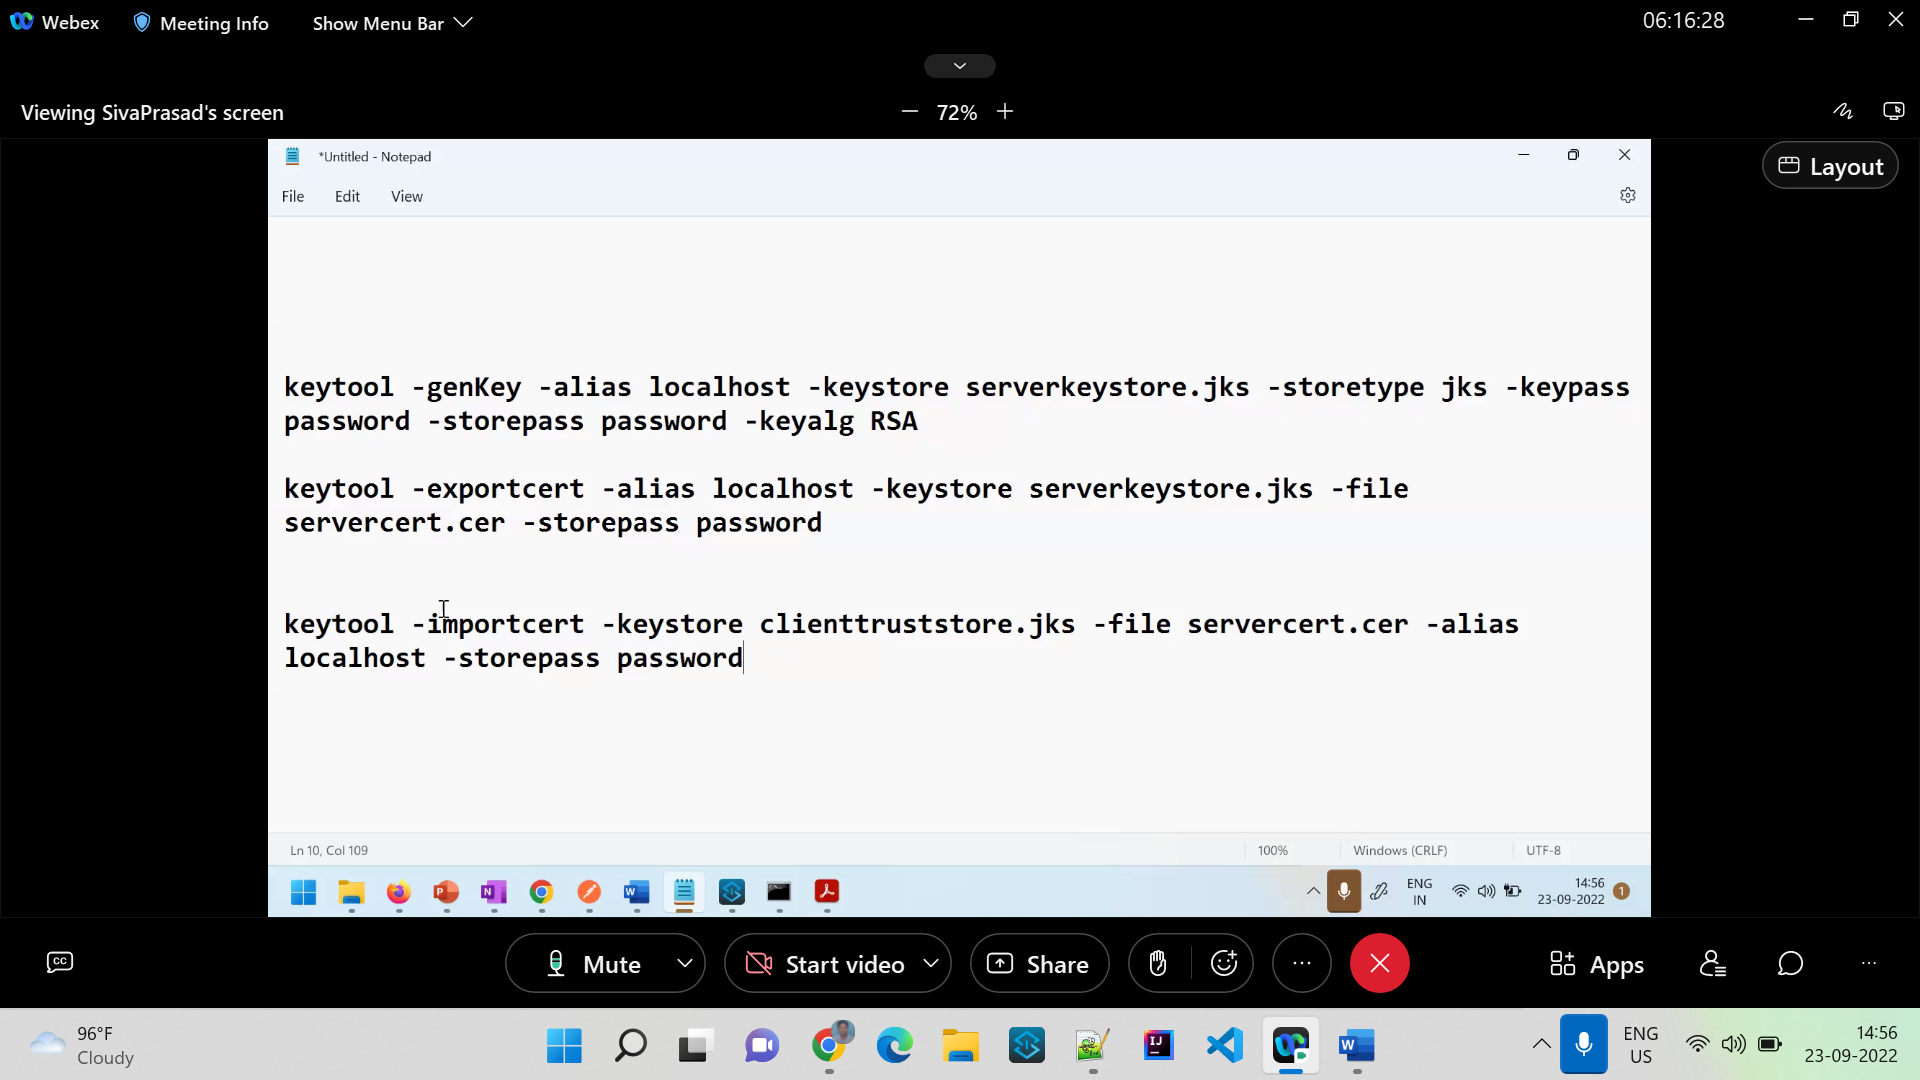 Webex Meeting Info Show Menu Bar 06:16:28
Viewing SivaPrasad's screen 72%
*Untitled - Notepad
Layout
File Edit View
keytool -genKey -alias localhost -keystore serverkeystore.jks -storetype jks -keypass
password -storepass password -keyalg RSA
keytool -exportcert -alias localhost -keystore serverkeystore.jks -file
servercert.cer -storepass password
keytool -importcert -keystore clienttruststore.jks -file servercert.cer -alias
localhost -storepass password
Ln 10, Col 109 100% Windows (CRLF) UTF-8
ENG
IN
14:56
23-09-2022
1
CC Mute Start video Share Apps
96°F
Cloudy
ENG
US
14:56
23-09-2022